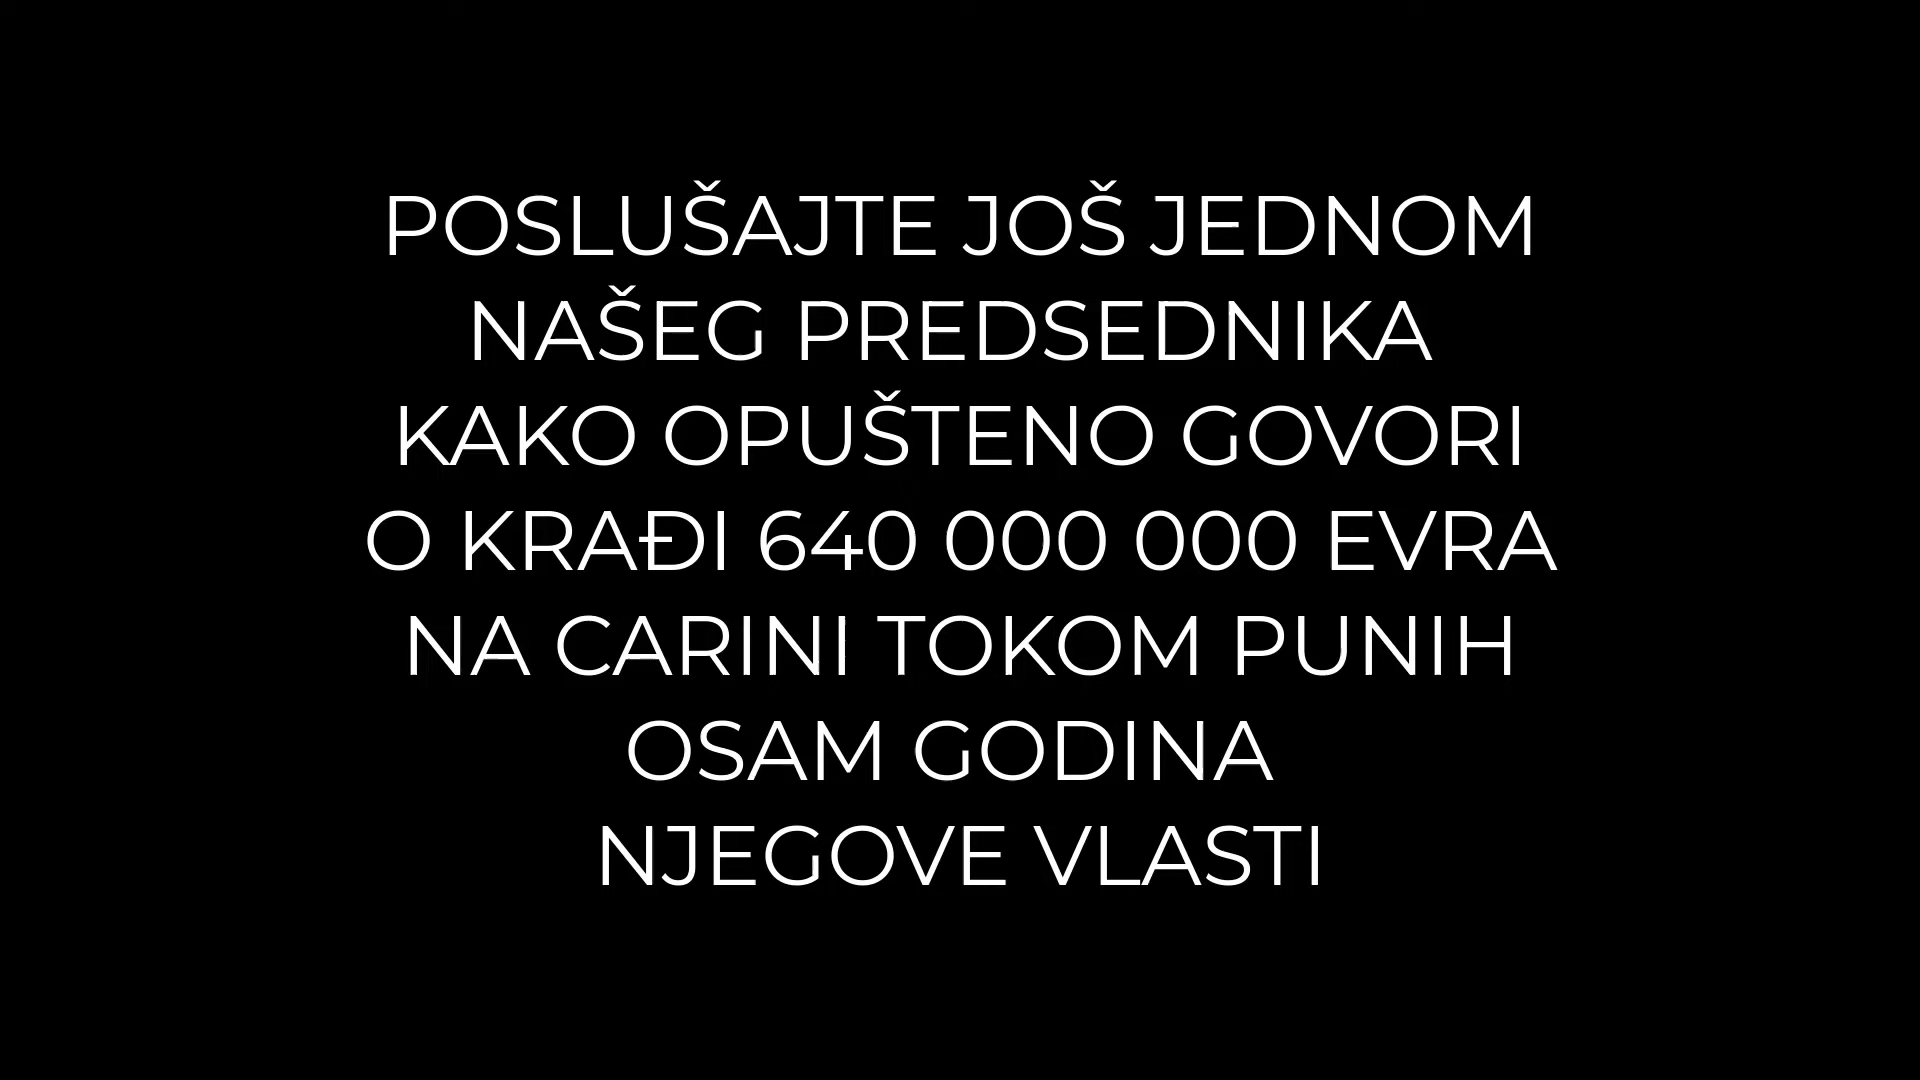 POSLUŠAJTE JOŠ JEDNOM
NAŠEG PREDSEDNIKA
KAKO OPUŠTENO GOVORI
O KRAĐI 640 000 000 EVRA
NA CARINI TOKOM PUNIH
OSAM GODINA
NJEGOVE VLASTI